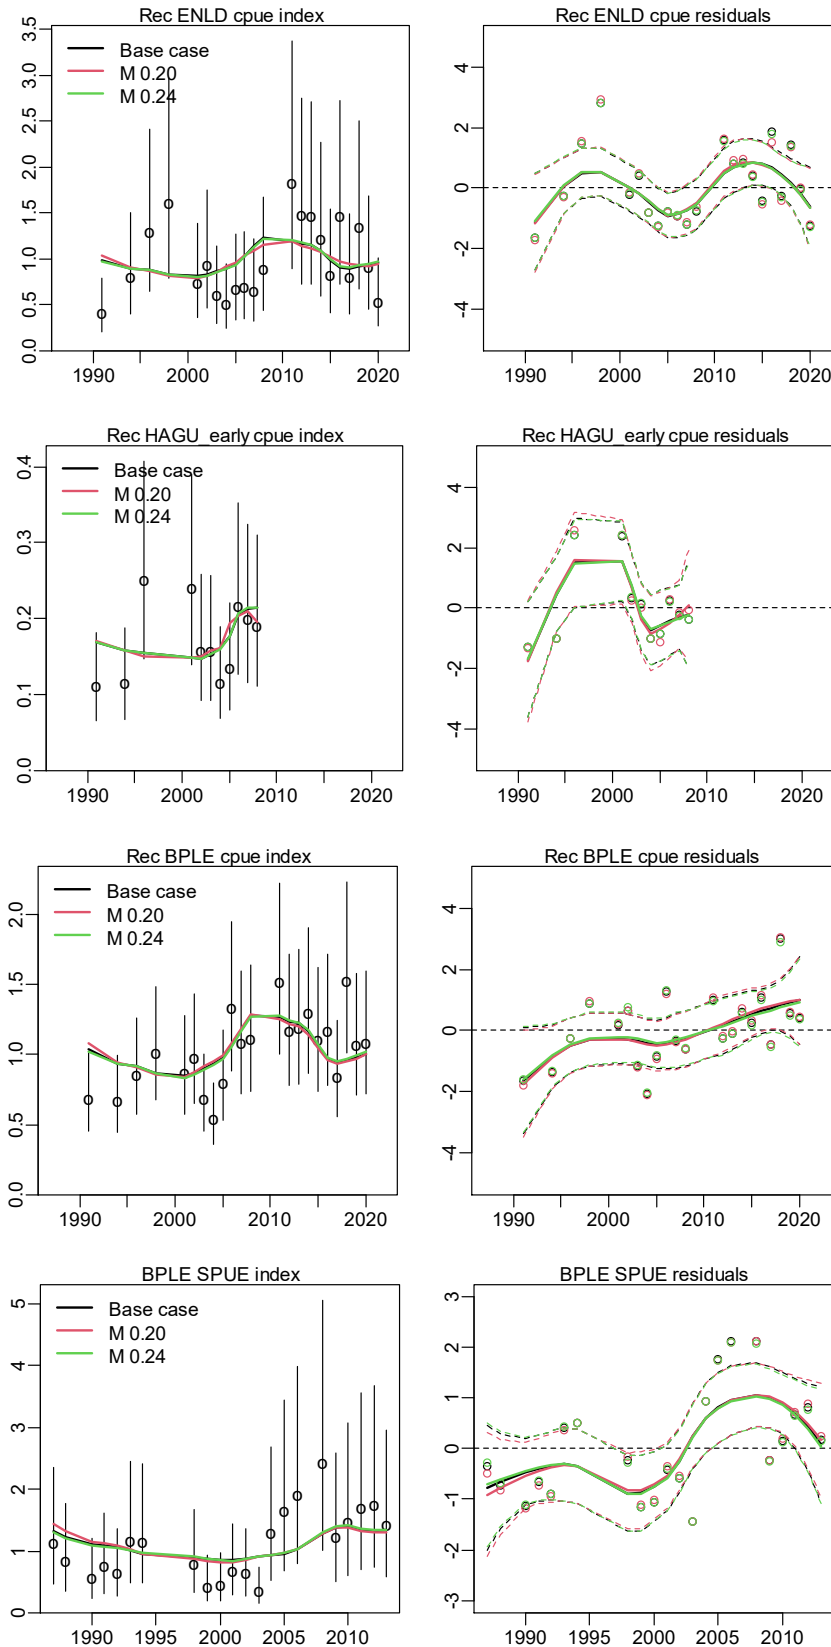 Rec ENLD cpue index
3.5
3.0
2.5
2.0
1.5
1.0
0.5
0.0
Base case
M 0.20
M 0.24
1990 2000 2010 2020
Rec ENLD cpue residuals
4
2
0
-2
-4
1990 2000 2010 2020
Rec HAGU_early cpue index
0.4
0.3
0.2
0.1
0.0
Base case
M 0.20
M 0.24
1990 2000 2010 2020
Rec HAGU_early cpue residuals
4
2
0
-2
-4
1990 2000 2010 2020
Rec BPLE cpue index
2.0
1.5
1.0
0.5
0.0
Base case
M 0.20
M 0.24
1990 2000 2010 2020
Rec BPLE cpue residuals
4
2
0
-2
-4
1990 2000 2010 2020
BPLE SPUE index
5
4
3
2
1
0
Base case
M 0.20
M 0.24
1990 1995 2000 2005 2010
BPLE SPUE residuals
3
2
1
0
-1
-2
-3
1990 1995 2000 2005 2010